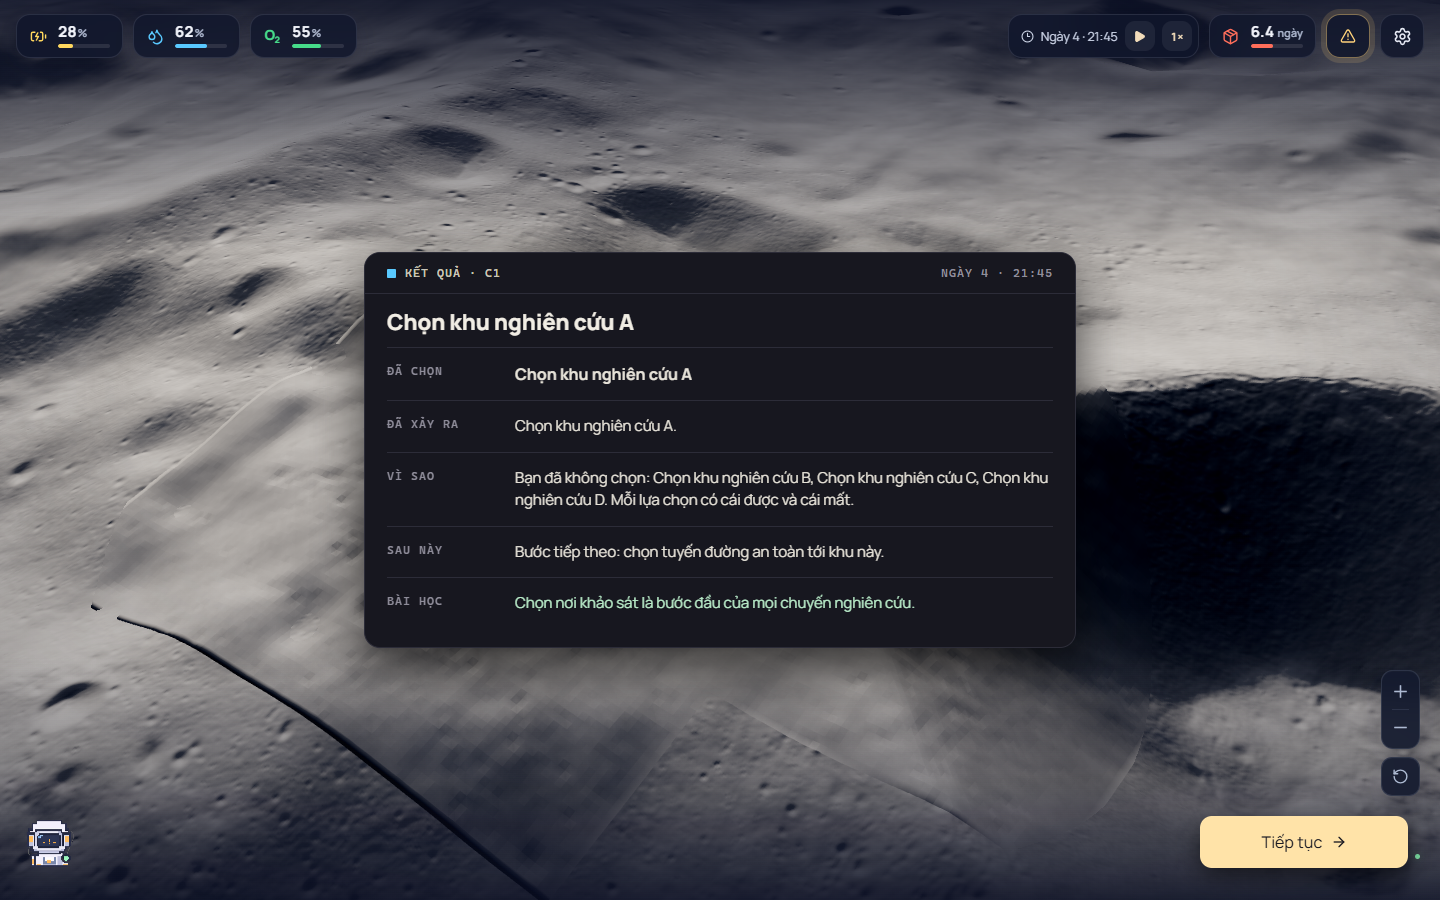 28%
62%
O₂ 55%
Ngày 4 · 21:45
1×
6.4 ngày
KẾT QUẢ · C1
NGÀY 4 · 21:45
Chọn khu nghiên cứu A
ĐÃ CHỌN
Chọn khu nghiên cứu A
ĐÃ XẢY RA
Chọn khu nghiên cứu A.
VÌ SAO
Bạn đã không chọn: Chọn khu nghiên cứu B, Chọn khu nghiên cứu C, Chọn khu
nghiên cứu D. Mỗi lựa chọn có cái được và cái mất.
SAU NÀY
Bước tiếp theo: chọn tuyến đường an toàn tới khu này.
BÀI HỌC
Chọn nơi khảo sát là bước đầu của mọi chuyến nghiên cứu.
Tiếp tục →